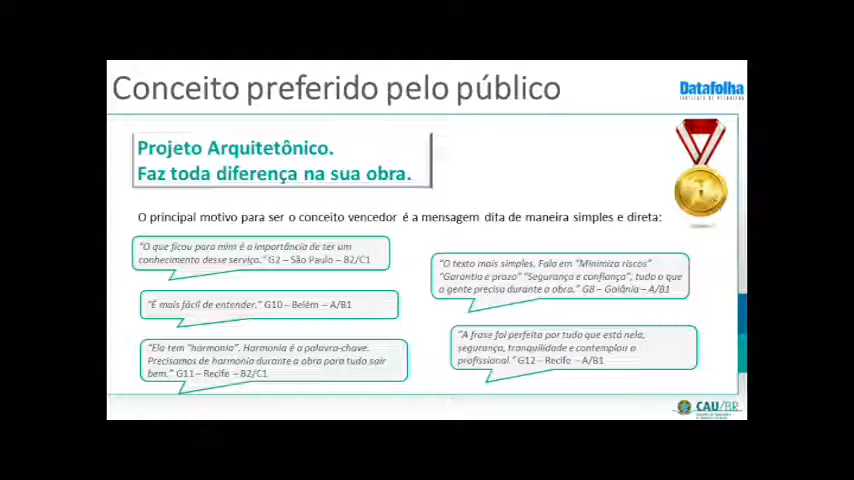 Conceito preferido pelo público
Datafolha
INSTITUTO DE PESQUISAS
Projeto Arquitetônico.
Faz toda diferença na sua obra.
O principal motivo para ser o conceito vencedor é a mensagem dita de maneira simples e direta:
"O que ficou para mim é a importância de ter um
conhecimento desse serviço." G2 – São Paulo – B2/C1
"É mais fácil de entender." G10 – Belém – A/B1
"Ela tem "harmonia". Harmonia é a palavra-chave.
Precisamos de harmonia durante a obra para tudo sair
bem." G11 – Recife – B2/C1
"O texto mais simples. Fala em "Minimiza riscos"
"Garantia e prazo" "Segurança e confiança", tudo o que
a gente precisa durante a obra." G8 – Goiânia – A/B1
"A frase foi perfeita por tudo que está nela,
segurança, tranquilidade e contemplou o
profissional." G12 – Recife – A/B1
1
CAU/BR